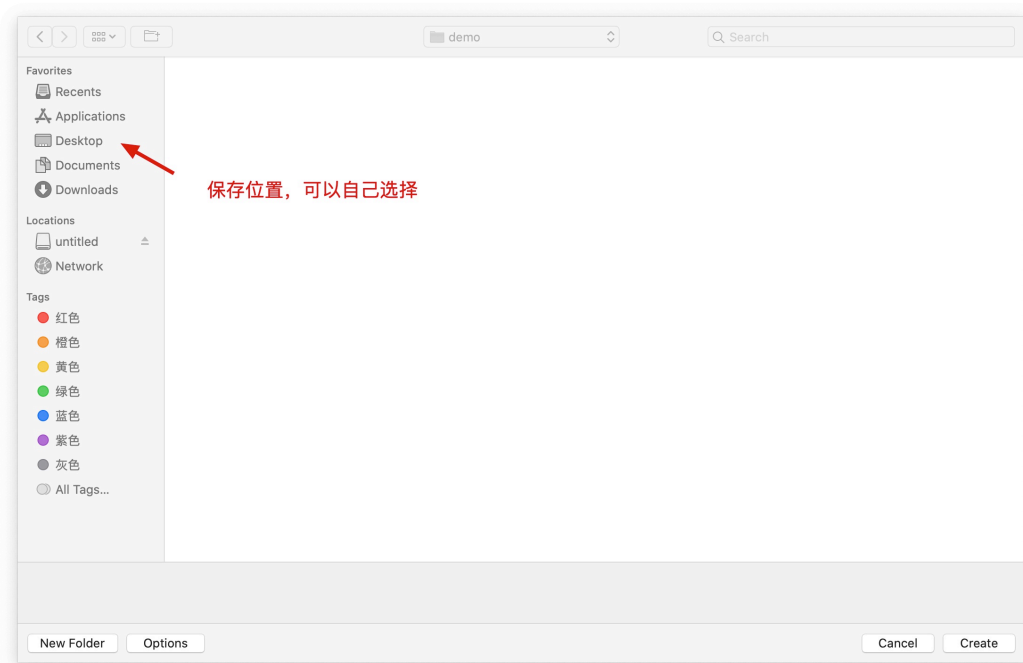 demo
Search
Favorites
Recents
Applications
Desktop
Documents
Downloads
保存位置，可以自己选择
Locations
untitled
Network
Tags
红色
橙色
黄色
绿色
蓝色
紫色
灰色
All Tags...
New Folder
Options
Cancel
Create